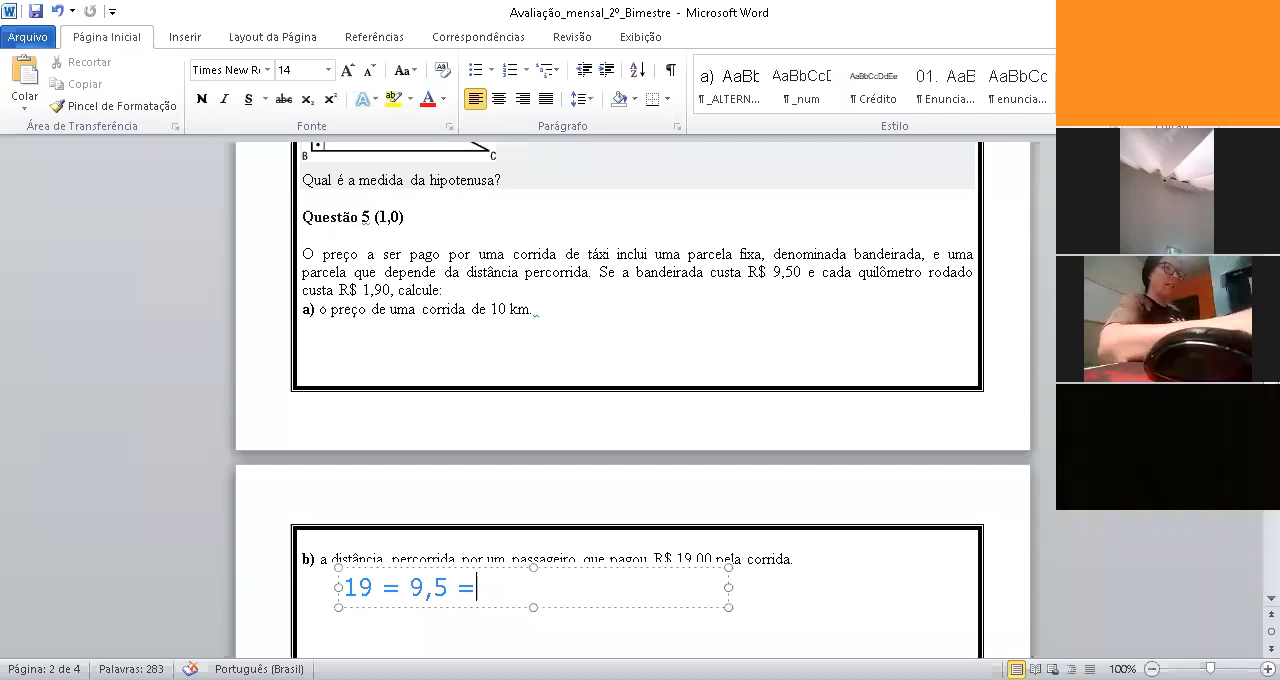 Avaliação_mensal_2º_Bimestre - Microsoft Word
Arquivo Página Inicial Inserir Layout da Página Referências Correspondências Revisão Exibição
Colar
Recortar
Copiar
Pincel de Formatação
Área de Transferência
Times New R 14
N I S abc x₂ x²
Fonte
Parágrafo
a) AaBb AaBbCcD AaBbCcDdEe 01. AaE AaBbCc
¶ _ALTERN... ¶ _num ¶ Crédito ¶ Enuncia... ¶ enuncia...
Estilo
B C
Qual é a medida da hipotenusa?
Questão 5 (1,0)
O preço a ser pago por uma corrida de táxi inclui uma parcela fixa, denominada bandeirada, e uma
parcela que depende da distância percorrida. Se a bandeirada custa R$ 9,50 e cada quilômetro rodado
custa R$ 1,90, calcule:
a) o preço de uma corrida de 10 km.
b) a distância percorrida por um passageiro que pagou R$ 19,00 pela corrida.
19 = 9,5 =
Página: 2 de 4 Palavras: 283 Português (Brasil) 100%